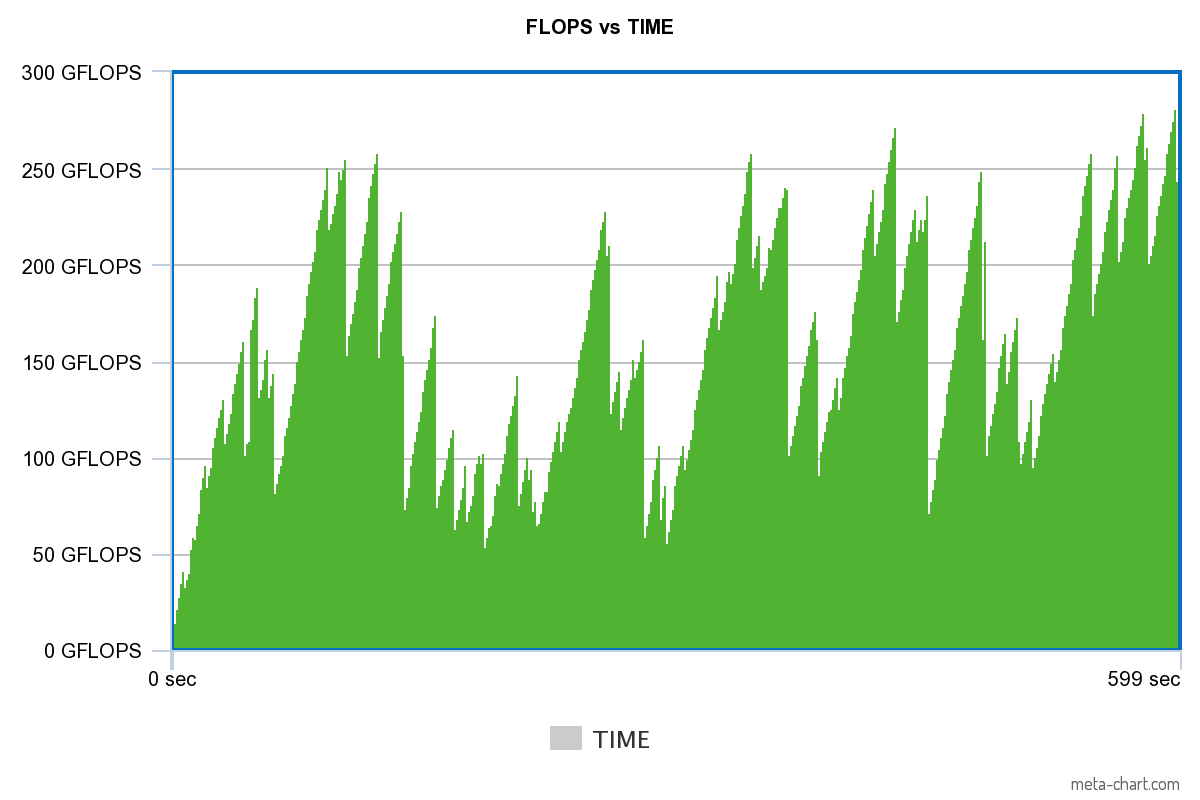 FLOPS vs TIME
300 GFLOPS
250 GFLOPS
200 GFLOPS
150 GFLOPS
100 GFLOPS
50 GFLOPS
0 GFLOPS
0 sec
599 sec
TIME
meta-chart.com